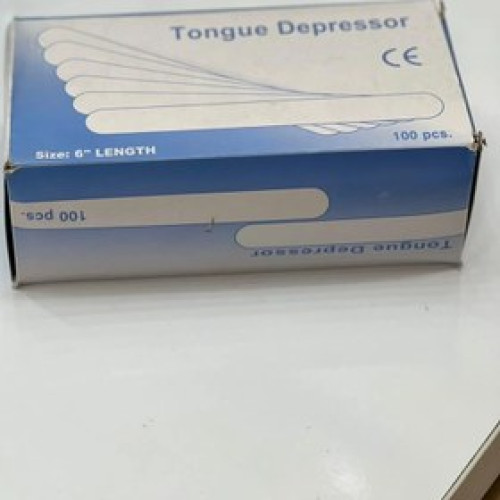 Tongue Depressor
CE
100 pcs.
Size: 6" LENGTH
100 pcs.
Tongue Depressor